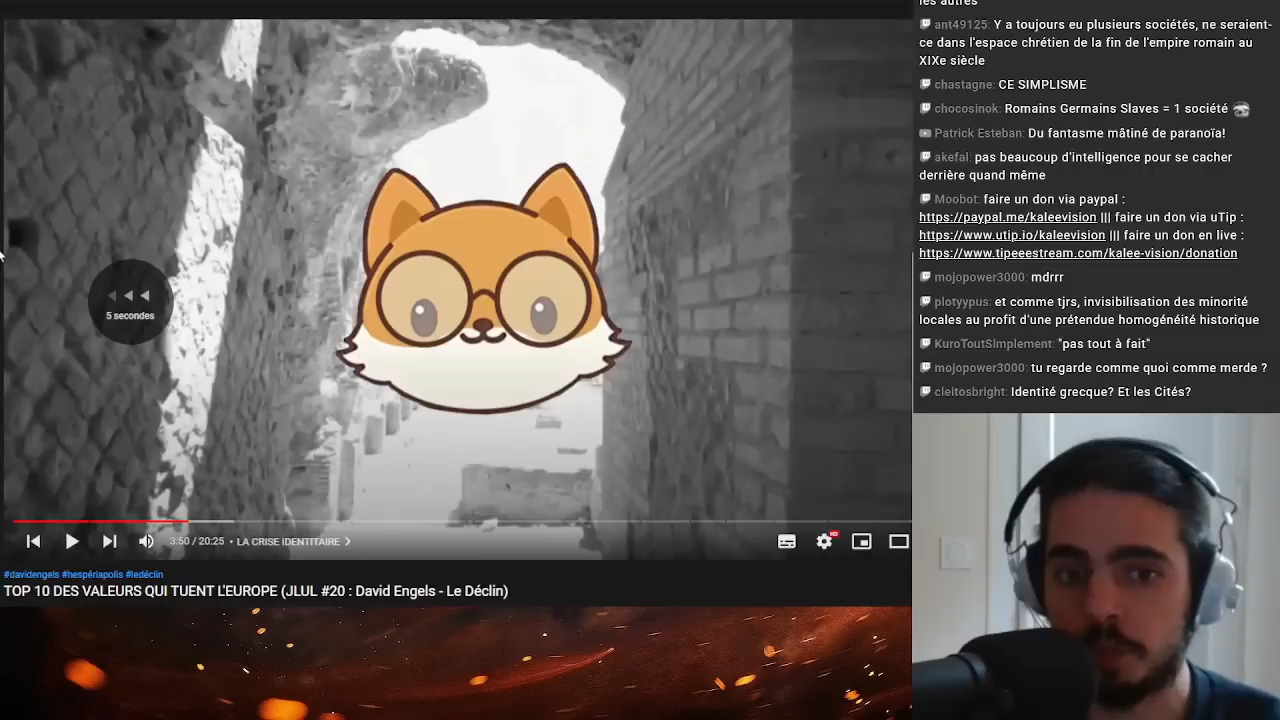 les autres
ant49125: Y a toujours eu plusieurs sociétés, ne seraient-
ce dans l'espace chrétien de la fin de l'empire romain au
XIXe siècle
chastagne: CE SIMPLISME
chocosinok: Romains Germains Slaves = 1 société
Patrick Esteban: Du fantasme mâtiné de paranoïa!
akefal: pas beaucoup d'intelligence pour se cacher
derrière quand même
Moobot: faire un don via paypal :
https://paypal.me/kaleevision ||| faire un don via uTip :
https://www.utip.io/kaleevision ||| faire un don en live :
https://www.tipeeestream.com/kalee-vision/donation
mojopower3000: mdrrr
plotyypus: et comme tjrs, invisibilisation des minorité
locales au profit d'une prétendue homogénéité historique
KuroToutSimplement: "pas tout à fait"
mojopower3000: tu regarde comme quoi comme merde ?
cleitosbright: Identité grecque? Et les Cités?
5 secondes
3:50 / 20:25 • LA CRISE IDENTITAIRE
HD
#davidengels #hespériapolis #ledéclin
TOP 10 DES VALEURS QUI TUENT L'EUROPE (JLUL #20 : David Engels - Le Déclin)